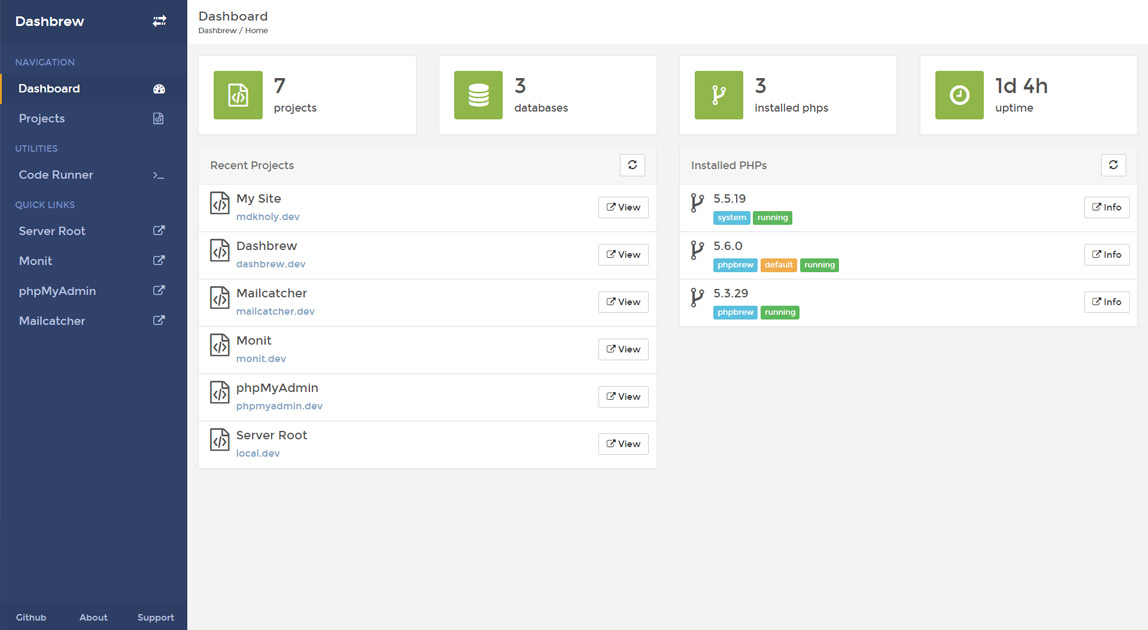 Dashbrew
NAVIGATION
Dashboard
Projects
UTILITIES
Code Runner
QUICK LINKS
Server Root
Monit
phpMyAdmin
Mailcatcher
Github About Support
Dashboard
Dashbrew / Home
7
projects
3
databases
3
installed phps
1d 4h
uptime
Recent Projects
My Site
mdkholy.dev
View
Dashbrew
dashbrew.dev
View
Mailcatcher
mailcatcher.dev
View
Monit
monit.dev
View
phpMyAdmin
phpmyadmin.dev
View
Server Root
local.dev
View
Installed PHPs
5.5.19
system running
Info
5.6.0
phpbrew default running
Info
5.3.29
phpbrew running
Info